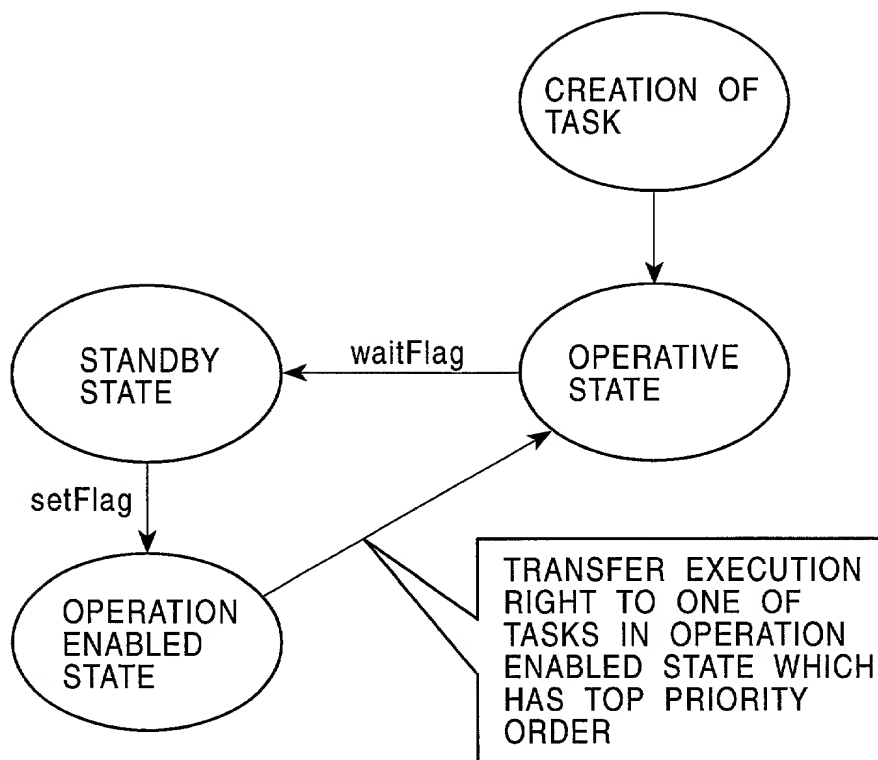 CREATION OF
TASK
STANDBY
STATE
waitFlag
OPERATIVE
STATE
setFlag
OPERATION
ENABLED
STATE
TRANSFER EXECUTION
RIGHT TO ONE OF
TASKS IN OPERATION
ENABLED STATE WHICH
HAS TOP PRIORITY
ORDER